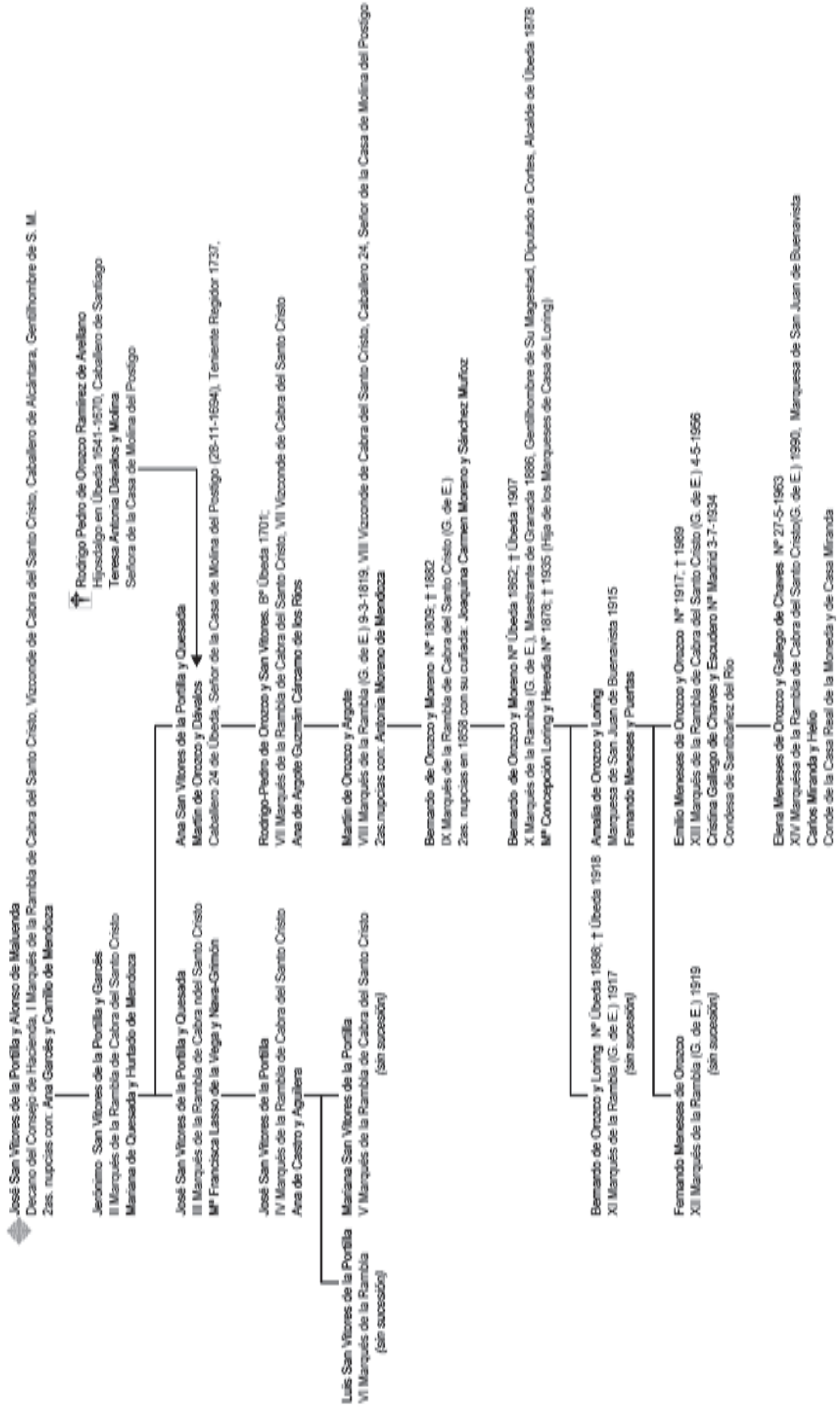 José San Vitores de la Portilla y Alonso de Maluenda
Decano del Consejo de Hacienda, I Marqués de la Rambla de Cabra del Santo Cristo, Vizconde de Cabra del Santo Cristo, Caballero de Alcántara, Gentilhombre de S. M.
2as. nupcias con: Ana Garcés y Carrillo de Mendoza
Rodrigo Pedro de Orozco Ramírez de Arellano
Hijosdalgo en Úbeda 1641-1670, Caballero de Santiago
Teresa Antonia Dávalos y Molina
Señora de la Casa de Molina del Postigo
Jerónimo San Vitores de la Portilla y Garcés
II Marqués de la Rambla de Cabra del Santo Cristo
Mariana de Quesada y Hurtado de Mendoza
José San Vitores de la Portilla y Quesada
III Marqués de la Rambla de Cabra ndel Santo Cristo
Mª Francisca Lasso de la Vega y Nava-Grimón
Ana San Vitores de la Portilla y Quesada
Martín de Orozco y Dávalos
Caballero 24 de Úbeda, Señor de la Casa de Molina del Postigo (28-11-1694), Teniente Regidor 1737,
José San Vitores de la Portilla
IV Marqués de la Rambla de Cabra del Santo Cristo
Ana de Castro y Aguilera
Rodrigo-Pedro de Orozco y San Vitores. Bº Úbeda 1701;
VII Marqués de la Rambla de Cabra del Santo Cristo, VII Vizconde de Cabra del Santo Cristo
Ana de Argote Guzmán Cárcamo de los Ríos
Luis San Vitores de la Portilla
VI Marqués de la Rambla
(sin sucesión)
Mariana San Vitores de la Portilla
V Marqués de la Rambla de Cabra del Santo Cristo
(sin sucesión)
Martín de Orozco y Argote
VIII Marqués de la Rambla (G. de E.) 9-3-1819, VIII Vizconde de Cabra del Santo Cristo, Caballero 24, Señor de la Casa de Molina del Postigo
2as.nupcias con: Antonia Moreno de Mendoza
Bernardo de Orozco y Moreno Nº 1809; † 1882
IX Marqués de la Rambla de Cabra del Santo Cristo (G. de E.)
2as. nupcias en 1858 con su cuñada: Joaquina Carmen Moreno y Sánchez Muñoz
Bernardo de Orozco y Moreno Nº Úbeda 1862; † Úbeda 1907
X Marqués de la Rambla (G. de E.), Maestrante de Granada 1886, Gentilhombre de Su Magestad, Diputado a Cortes, Alcalde de Úbeda 1878
Mª Concepción Loring y Heredia Nº 1878; † 1935 (Hija de los Marqueses de Casa de Loring)
Bernardo de Orozco y Loring Nº Úbeda 1898; † Úbeda 1918
XI Marqués de la Rambla (G. de E.) 1917
(sin sucesión)
Amalia de Orozco y Loring
Marquesa de San Juan de Buenavista 1915
Fernando Meneses y Puertas
Fernando Meneses de Orozco
XII Marqués de la Rambla (G. de E.) 1919
(sin sucesión)
Emilio Meneses de Orozco y Orozco Nº 1917; † 1989
XIII Marqués de la Rambla de Cabra del Santo Cristo (G. de E.) 4-5-1956
Cristina Gallego de Chaves y Escudero Nª Madrid 3-7-1934
Condesa de Santibañez del Río
Elena Meneses de Orozco y Gallego de Chaves Nª 27-5-1963
XIV Marquésa de la Rambla de Cabra del Santo Cristo(G. de E.) 1990, Marquesa de San Juan de Buenavista
Carlos Miranda y Helio
Conde de la Casa Real de la Moneda y de Casa Miranda